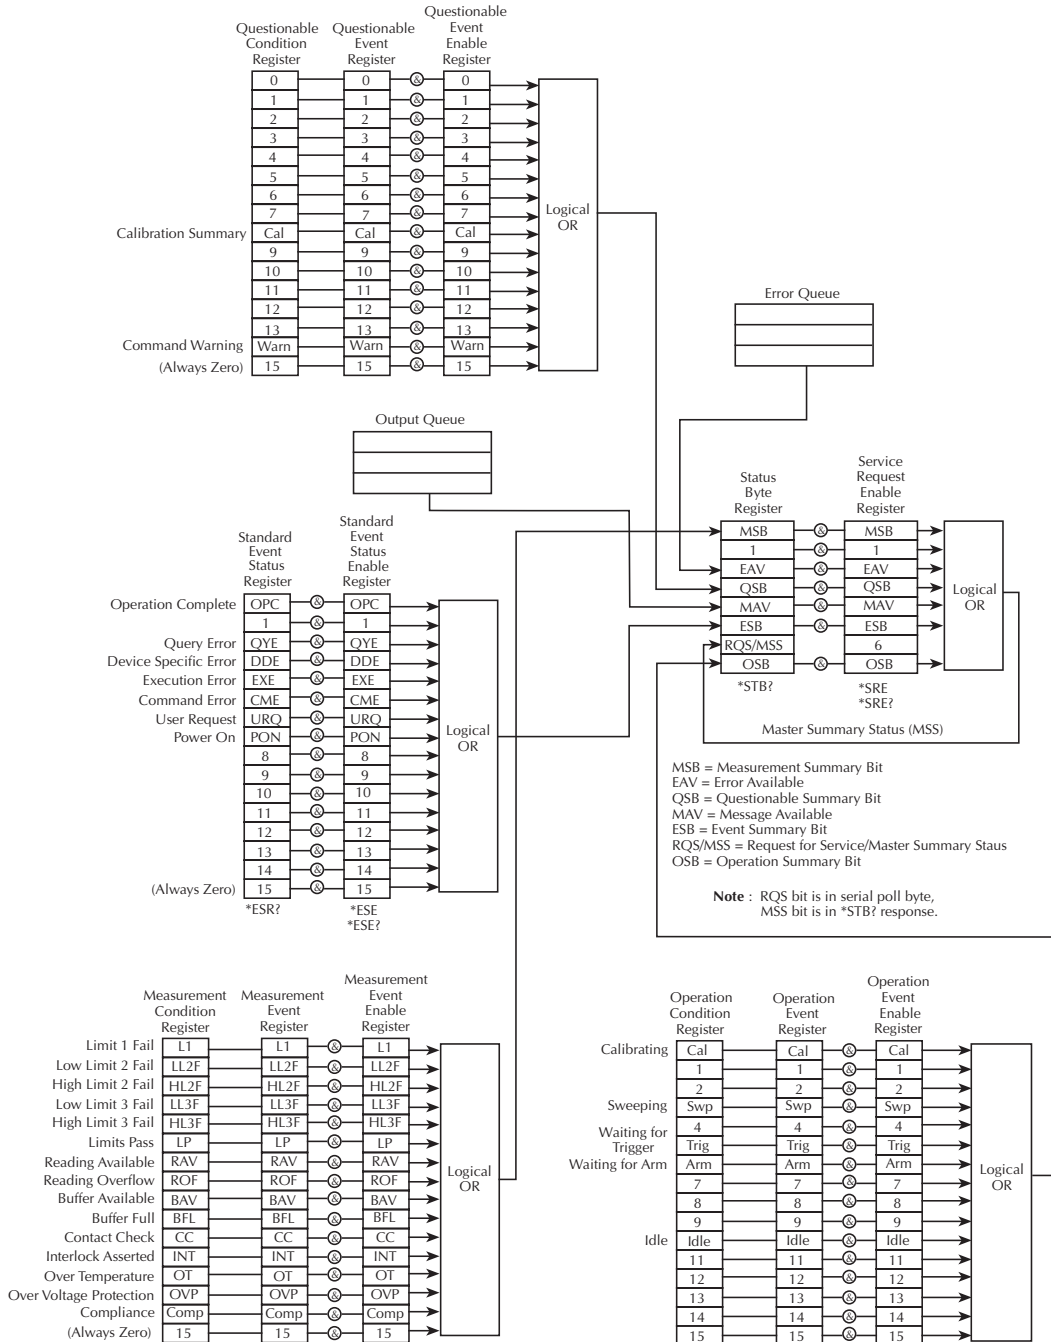 Questionable Condition Register
Questionable Event Register
Questionable Event Enable Register
0 0 & 0
1 1 & 1
2 2 & 2
3 3 & 3
4 4 & 4
5 5 & 5
6 6 & 6
7 7 & 7
Calibration Summary Cal Cal & Cal
9 9 & 9
10 10 & 10
11 11 & 11
12 12 & 12
13 13 & 13
Command Warning Warn Warn & Warn
(Always Zero) 15 15 & 15
Logical
OR
Error Queue
Output Queue
Standard
Event
Status
Register
Standard
Event
Status
Enable
Register
Operation Complete OPC & OPC
1 & 1
Query Error QYE & QYE
Device Specific Error DDE & DDE
Execution Error EXE & EXE
Command Error CME & CME
User Request URQ & URQ
Power On PON & PON
8 & 8
9 & 9
10 & 10
11 & 11
12 & 12
13 & 13
14 & 14
(Always Zero) 15 & 15
*ESR?
*ESE
*ESE?
Logical
OR
Status
Byte
Register
Service
Request
Enable
Register
MSB & MSB
1 & 1
EAV & EAV
QSB & QSB
MAV & MAV
ESB & ESB
RQS/MSS 6
OSB & OSB
*STB?
*SRE
*SRE?
Logical
OR
Master Summary Status (MSS)
MSB = Measurement Summary Bit
EAV = Error Available
QSB = Questionable Summary Bit
MAV = Message Available
ESB = Event Summary Bit
RQS/MSS = Request for Service/Master Summary Staus
OSB = Operation Summary Bit
Note : RQS bit is in serial poll byte,
MSS bit is in *STB? response.
Measurement
Condition
Register
Measurement
Event
Register
Measurement
Event
Enable
Register
Limit 1 Fail L1 L1 & L1
Low Limit 2 Fail LL2F LL2F & LL2F
High Limit 2 Fail HL2F HL2F & HL2F
Low Limit 3 Fail LL3F LL3F & LL3F
High Limit 3 Fail HL3F HL3F & HL3F
Limits Pass LP LP & LP
Reading Available RAV RAV & RAV
Reading Overflow ROF ROF & ROF
Buffer Available BAV BAV & BAV
Buffer Full BFL BFL & BFL
Contact Check CC CC & CC
Interlock Asserted INT INT & INT
Over Temperature OT OT & OT
Over Voltage Protection OVP OVP & OVP
Compliance Comp Comp & Comp
(Always Zero) 15 15 & 15
Logical
OR
Operation
Condition
Register
Operation
Event
Register
Operation
Event
Enable
Register
Calibrating Cal Cal & Cal
1 1 & 1
2 2 & 2
Sweeping Swp Swp & Swp
4 4 & 4
Waiting for
Trigger Trig Trig & Trig
Waiting for Arm Arm Arm & Arm
7 7 & 7
8 8 & 8
9 9 & 9
Idle Idle Idle & Idle
11 11 & 11
12 12 & 12
13 13 & 13
14 14 & 14
15 15 & 15
Logical
OR